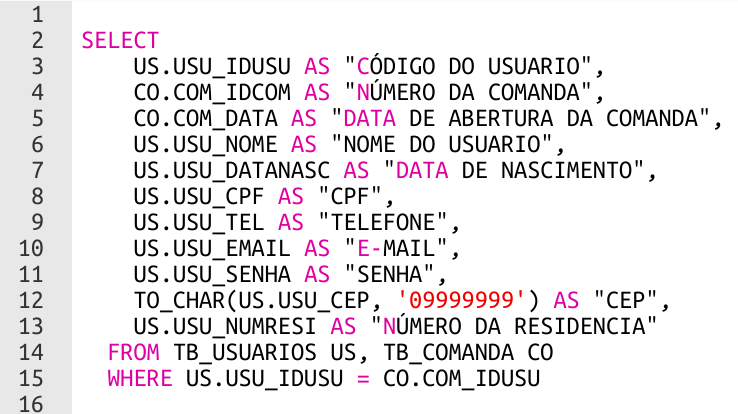 1
2 SELECT
3 US.USU_IDUSU AS "CÓDIGO DO USUARIO",
4 CO.COM_IDCOM AS "NÚMERO DA COMANDA",
5 CO.COM_DATA AS "DATA DE ABERTURA DA COMANDA",
6 US.USU_NOME AS "NOME DO USUARIO",
7 US.USU_DATANASC AS "DATA DE NASCIMENTO",
8 US.USU_CPF AS "CPF",
9 US.USU_TEL AS "TELEFONE",
10 US.USU_EMAIL AS "E-MAIL",
11 US.USU_SENHA AS "SENHA",
12 TO_CHAR(US.USU_CEP, '09999999') AS "CEP",
13 US.USU_NUMRESI AS "NÚMERO DA RESIDENCIA"
14 FROM TB_USUARIOS US, TB_COMANDA CO
15 WHERE US.USU_IDUSU = CO.COM_IDUSU
16